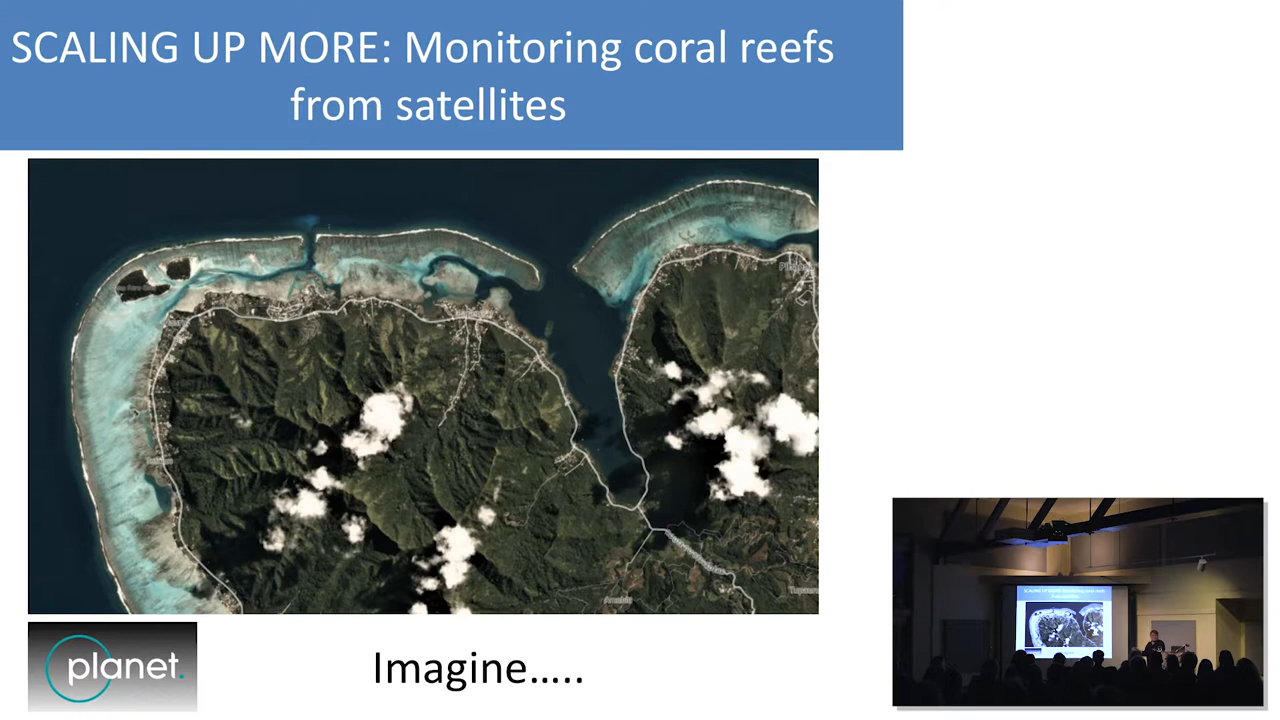 SCALING UP MORE: Monitoring coral reefs
from satellites
planet.
Imagine.....